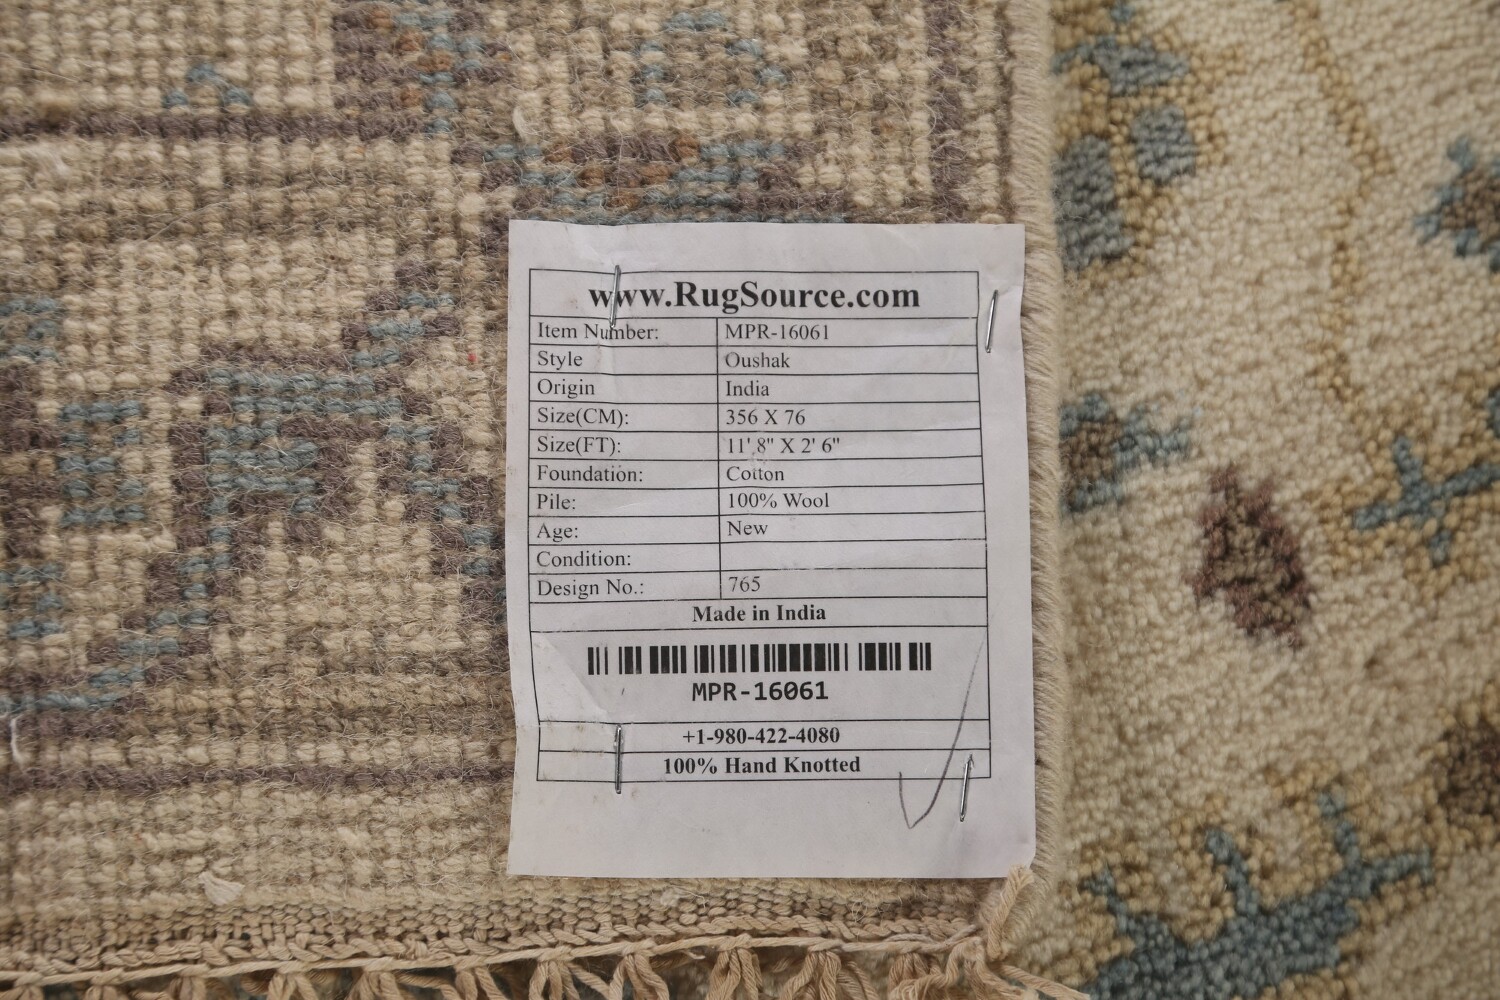 www.RugSource.com
Item Number: MPR-16061
Style Oushak
Origin India
Size(CM): 356 X 76
Size(FT): 11' 8" X 2' 6"
Foundation: Cotton
Pile: 100% Wool
Age: New
Condition:
Design No.: 765
Made in India
MPR-16061
+1-980-422-4080
100% Hand Knotted